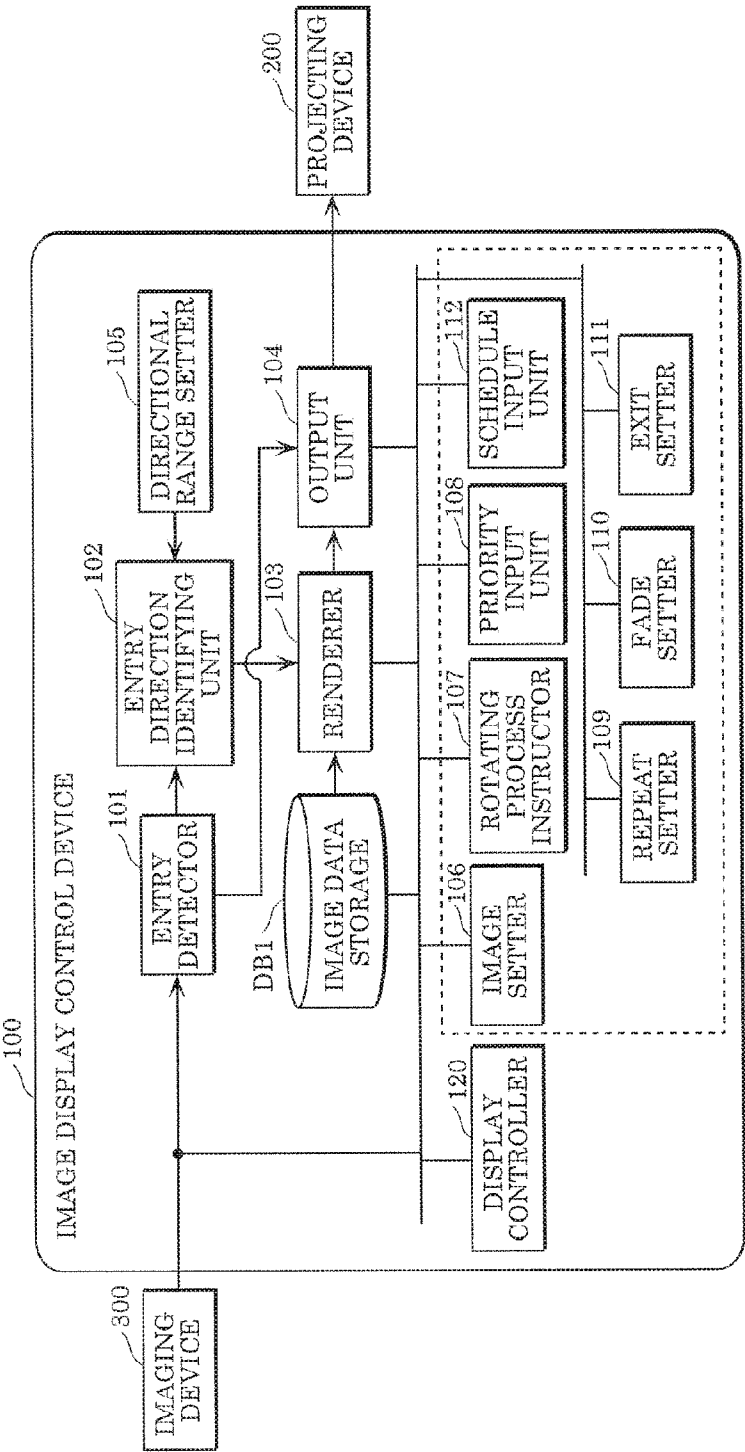 100
IMAGE DISPLAY CONTROL DEVICE
300
IMAGING
DEVICE
101
ENTRY
DETECTOR
102
ENTRY
DIRECTION
IDENTIFYING
UNIT
105
DIRECTIONAL
RANGE SETTER
DB1
IMAGE DATA
STORAGE
103
RENDERER
104
OUTPUT
UNIT
200
PROJECTING
DEVICE
120
DISPLAY
CONTROLLER
106
IMAGE
SETTER
107
ROTATING
PROCESS
INSTRUCTOR
108
PRIORITY
INPUT
UNIT
112
SCHEDULE
INPUT
UNIT
109
REPEAT
SETTER
110
FADE
SETTER
111
EXIT
SETTER